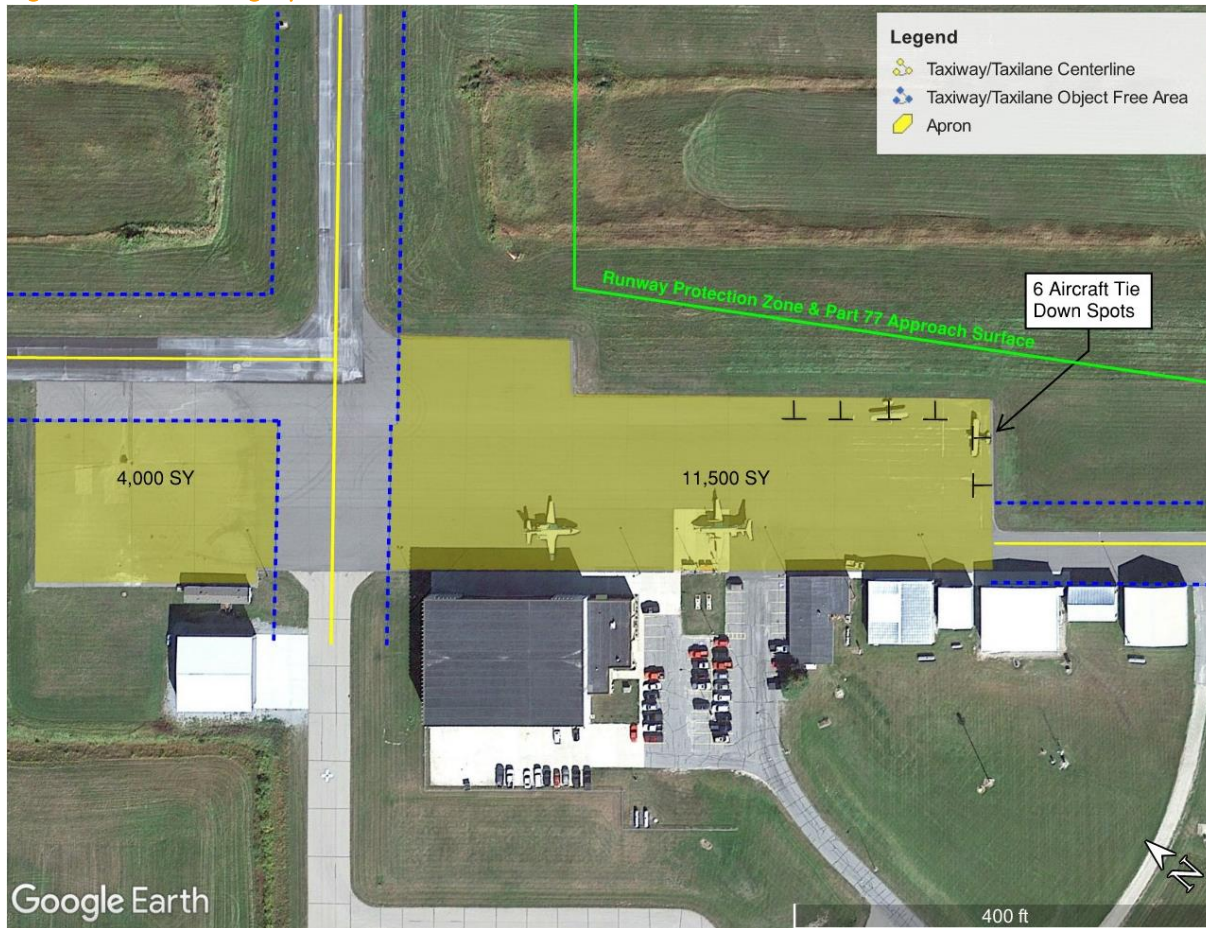 Legend
Taxiway/Taxilane Centerline
Taxiway/Taxilane Object Free Area
Apron
Runway Protection Zone & Part 77 Approach Surface
6 Aircraft Tie
Down Spots
4,000 SY
11,500 SY
Google Earth
N
400 ft